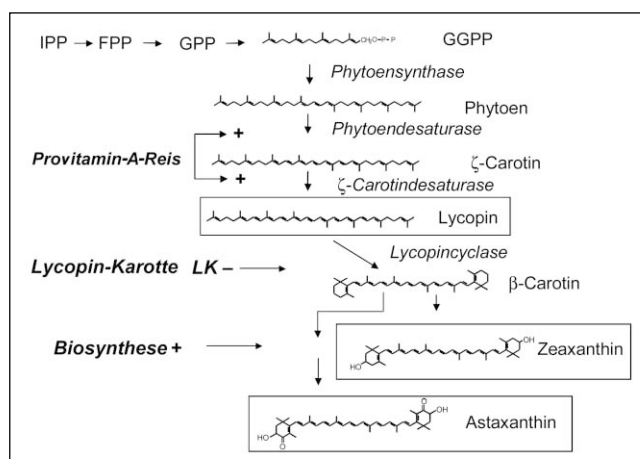 IPP FPP GPP CH₂O-P-P GGPP
Phytoensynthase
Phytoen
+ Phytoendesaturase
Provitamin-A-Reis
ζ-Carotin
+
ζ-Carotindesaturase
Lycopin
Lycopincyclase
Lycopin-Karotte LK –
β-Carotin
OH
Zeaxanthin
HO
Biosynthese +
O
OH
Astaxanthin
HO
O